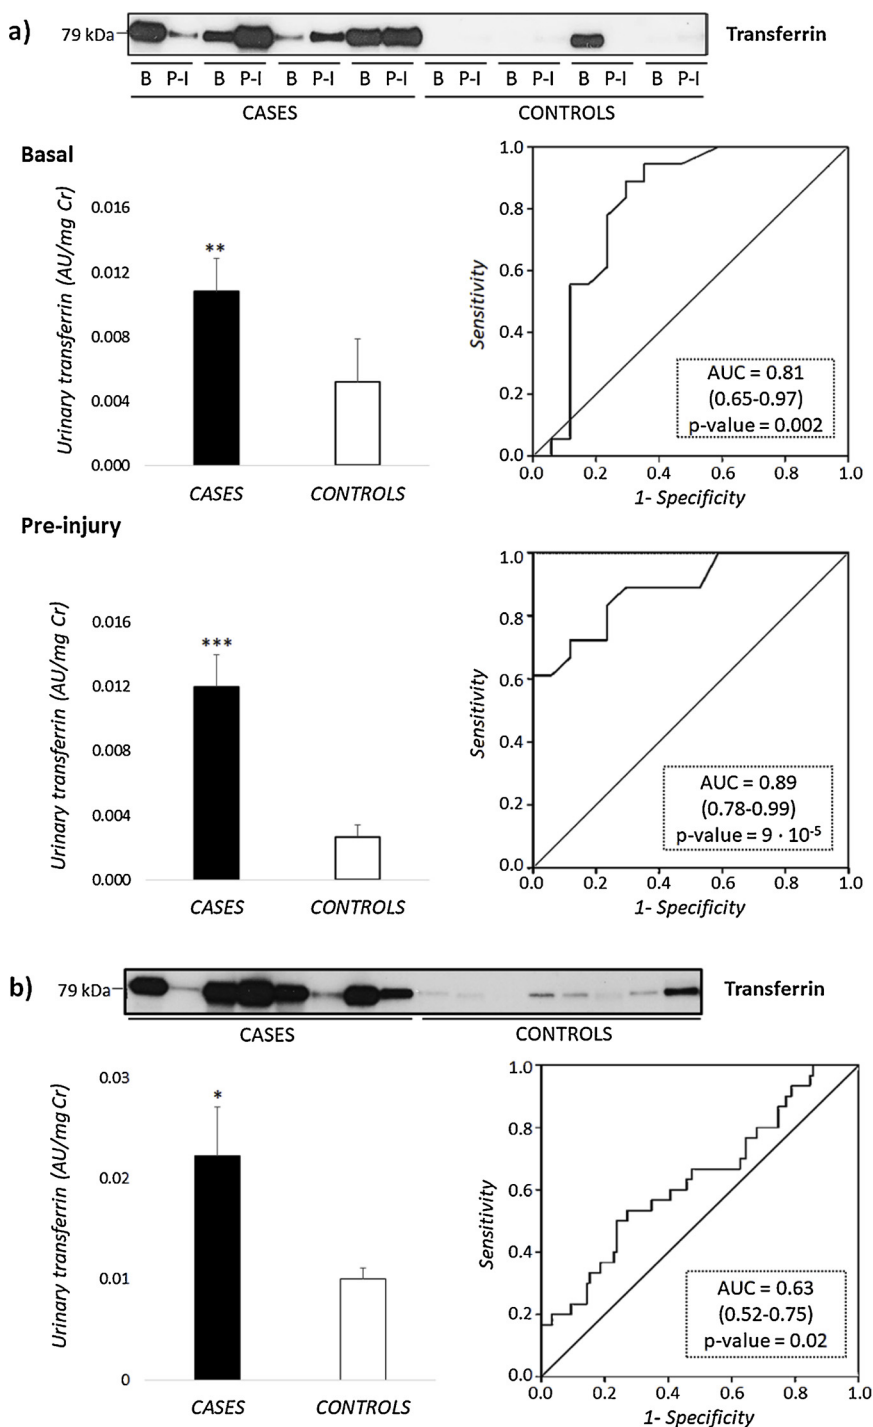 a)
79 kDa
Transferrin
B P-I B P-I B P-I B P-I B P-I B P-I B P-I B P-I
CASES CONTROLS
Basal
Urinary transferrin (AU/mg Cr)
0.016
0.012
0.008
0.004
0.000
**
CASES CONTROLS
Sensitivity
1.0
0.8
0.6
0.4
0.2
0.0
AUC = 0.81
(0.65-0.97)
p-value = 0.002
0.0 0.2 0.4 0.6 0.8 1.0
1- Specificity
Pre-injury
Urinary transferrin (AU/mg Cr)
0.016
0.012
0.008
0.004
0.000
***
CASES CONTROLS
Sensitivity
1.0
0.8
0.6
0.4
0.2
0.0
AUC = 0.89
(0.78-0.99)
p-value = 9 · 10⁻⁵
0.0 0.2 0.4 0.6 0.8 1.0
1- Specificity
b)
79 kDa
Transferrin
CASES CONTROLS
Urinary transferrin (AU/mg Cr)
0.03
0.02
0.01
0
*
CASES CONTROLS
Sensitivity
1.0
0.8
0.6
0.4
0.2
0.0
AUC = 0.63
(0.52-0.75)
p-value = 0.02
0.0 0.2 0.4 0.6 0.8 1.0
1- Specificity